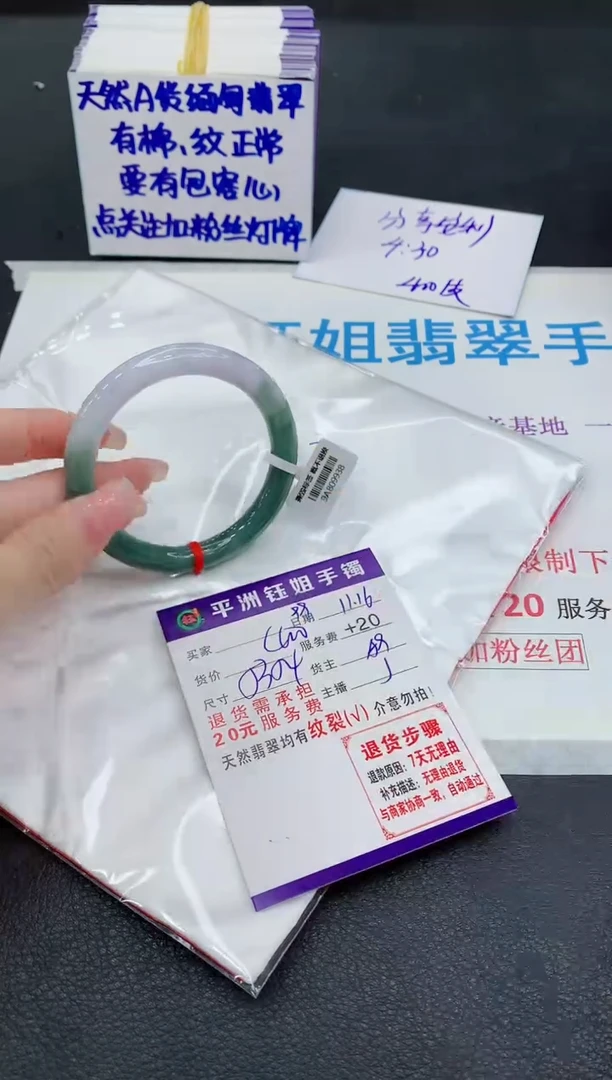 天然A货缅甸翡翠
有棉、纹正常
要有包容心
点关注加粉丝灯牌
分享福利
4:30
姐翡翠手
基地 一
限制下
20 服务
加粉丝团
9A809938
平洲钰姐手镯
买家
日期 11.16
货价
服务费 +20
尺寸
货主
主播
退货需承担
20元服务费
天然翡翠均有纹裂(√)介意勿拍!
退货步骤
退款原因: 7天无理由
补充描述: 无理由退货
与商家协商一致,自动通过